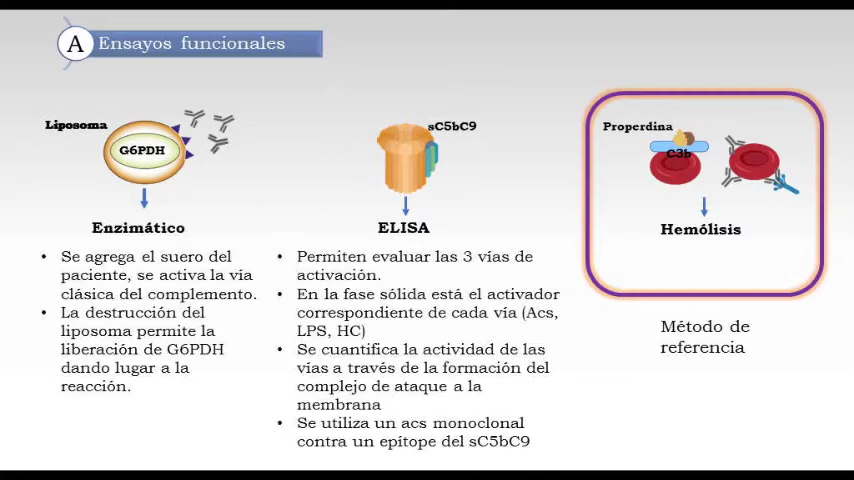 A Ensayos funcionales
Liposoma
G6PDH
Enzimático
• Se agrega el suero del
paciente, se activa la vía
clásica del complemento.
• La destrucción del
liposoma permite la
liberación de G6PDH
dando lugar a la
reacción.
sC5bC9
ELISA
• Permiten evaluar las 3 vías de
activación.
• En la fase sólida está el activador
correspondiente de cada vía (Acs,
LPS, HC)
• Se cuantifica la actividad de las
vías a través de la formación del
complejo de ataque a la
membrana
• Se utiliza un acs monoclonal
contra un epítope del sC5bC9
Properdina
C3b
Hemólisis
Método de
referencia